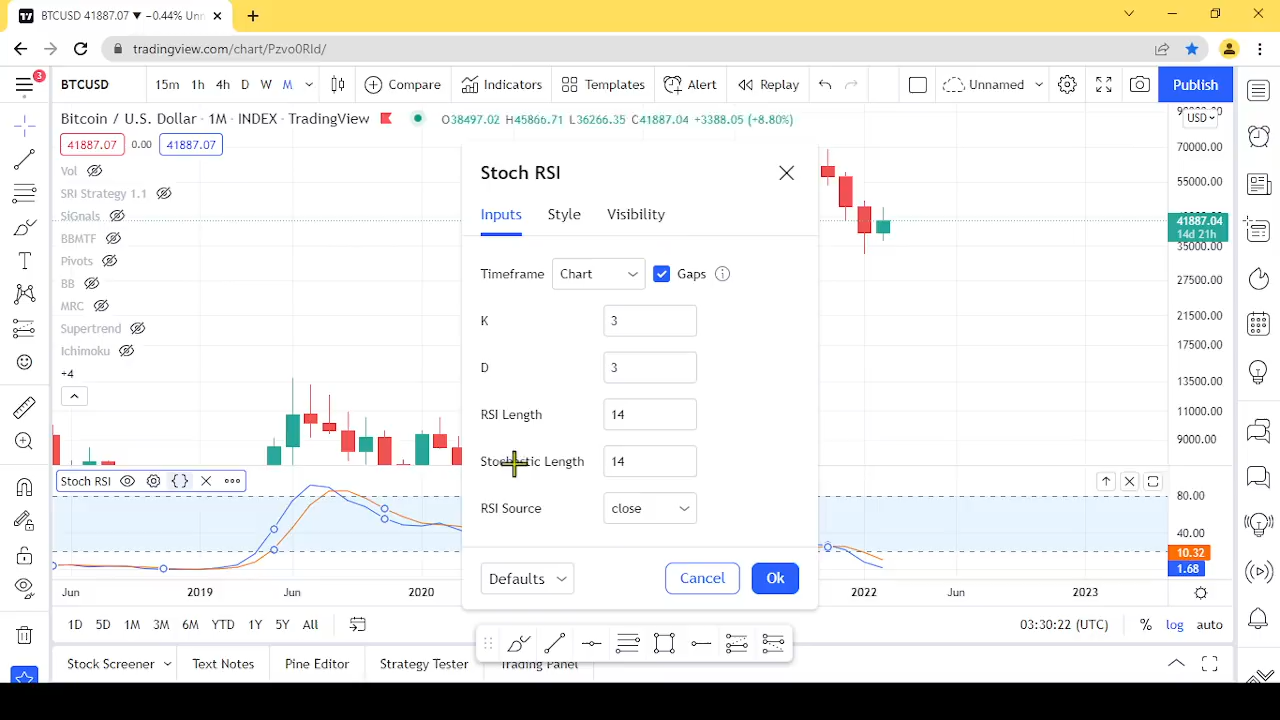 BTCUSD 41887.07 ▼ −0.44% Unn
tradingview.com/chart/Pzvo0Rld/
3
BTCUSD 15m 1h 4h D W M Compare Indicators Templates Alert Replay Unnamed Publish
Bitcoin / U.S. Dollar · 1M · INDEX · TradingView O38497.02 H45866.71 L36266.35 C41887.04 +3388.05 (+8.80%)
41887.07 0.00 41887.07
Vol
SRI Strategy 1.1
SiGnals
BBMTF
Pivots
BB
MRC
Supertrend
Ichimoku
+4
USD
70000.00
55000.00
41887.04
14d 21h
35000.00
27500.00
21500.00
17500.00
13500.00
11000.00
9000.00
Stoch RSI
Inputs Style Visibility
Timeframe Chart Gaps
K 3
D 3
RSI Length 14
Stochastic Length 14
RSI Source close
Defaults Cancel Ok
Stoch RSI
80.00
40.00
10.32
1.68
Jun 2019 Jun 2020 2022 Jun 2023
1D 5D 1M 3M 6M YTD 1Y 5Y All 03:30:22 (UTC) % log auto
Stock Screener Text Notes Pine Editor Strategy Tester Trading Panel